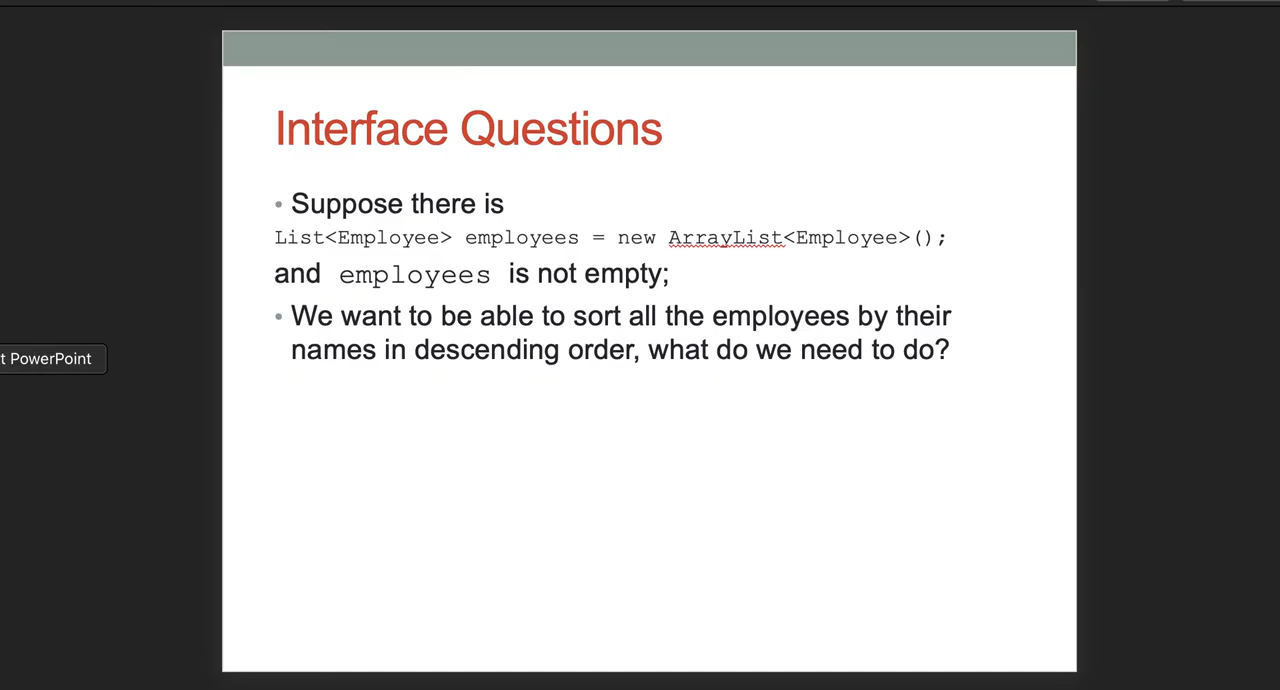 Interface Questions
• Suppose there is
List<Employee> employees = new ArrayList<Employee>();
and employees is not empty;
• We want to be able to sort all the employees by their
names in descending order, what do we need to do?
t PowerPoint